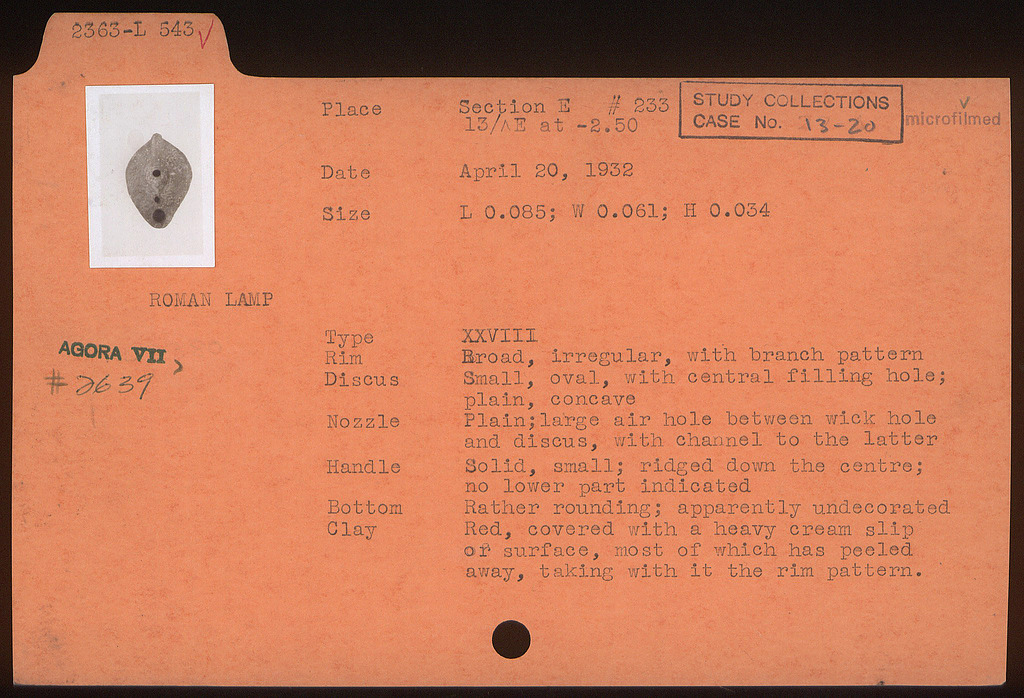 2363-L 543 √
Place Section E # 233
13/ΛE at -2.50
STUDY COLLECTIONS
CASE No. 13-20
√
microfilmed
Date April 20, 1932
Size L 0.085; W 0.061; H 0.034
ROMAN LAMP
AGORA VII,
# 2639
Type XXVIII
Rim Broad, irregular, with branch pattern
Discus Small, oval, with central filling hole;
plain, concave
Nozzle Plain;large air hole between wick hole
and discus, with channel to the latter
Handle Solid, small; ridged down the centre;
no lower part indicated
Bottom Rather rounding; apparently undecorated
Clay Red, covered with a heavy cream slip
of surface, most of which has peeled
away, taking with it the rim pattern.